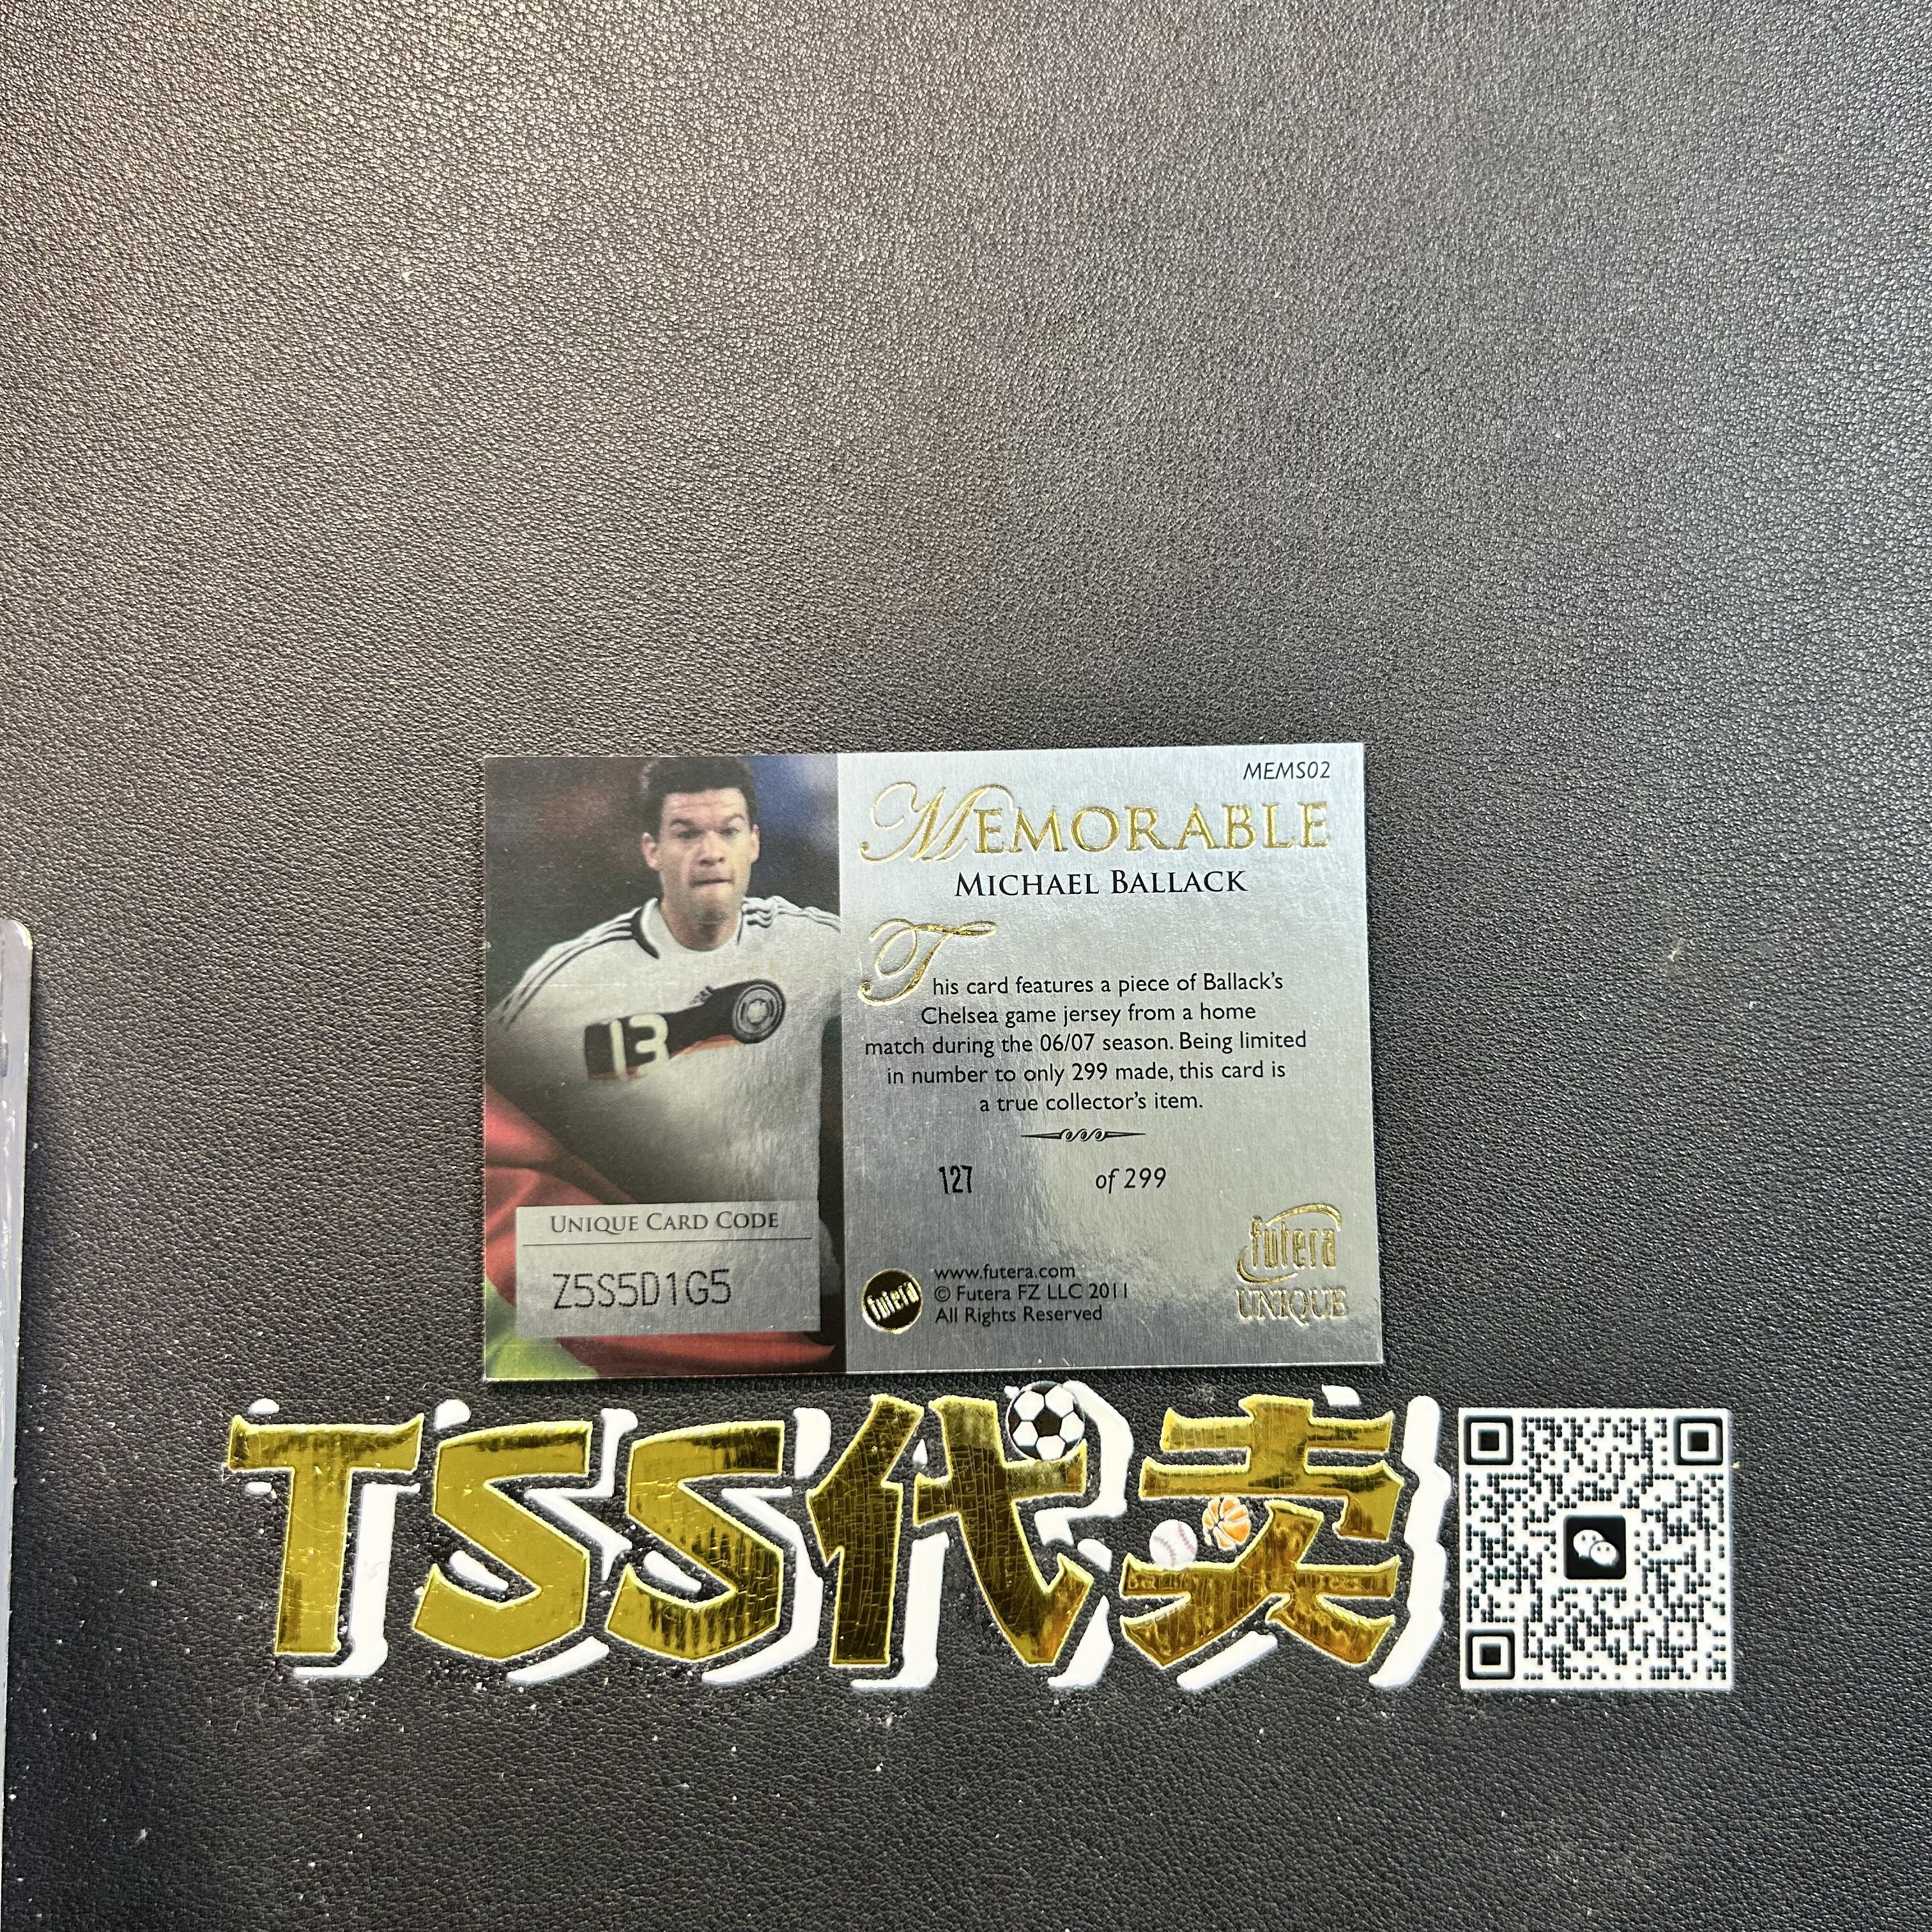 MEMS02
MEMORABLE
MICHAEL BALLACK
This card features a piece of Ballack's
Chelsea game jersey from a home
match during the 06/07 season. Being limited
in number to only 299 made, this card is
a true collector's item.
127 of 299
13
UNIQUE CARD CODE
Z5S5D1G5
futera
www.futera.com
© Futera FZ LLC 2011
All Rights Reserved
futera
UNIQUE
TSS代卖